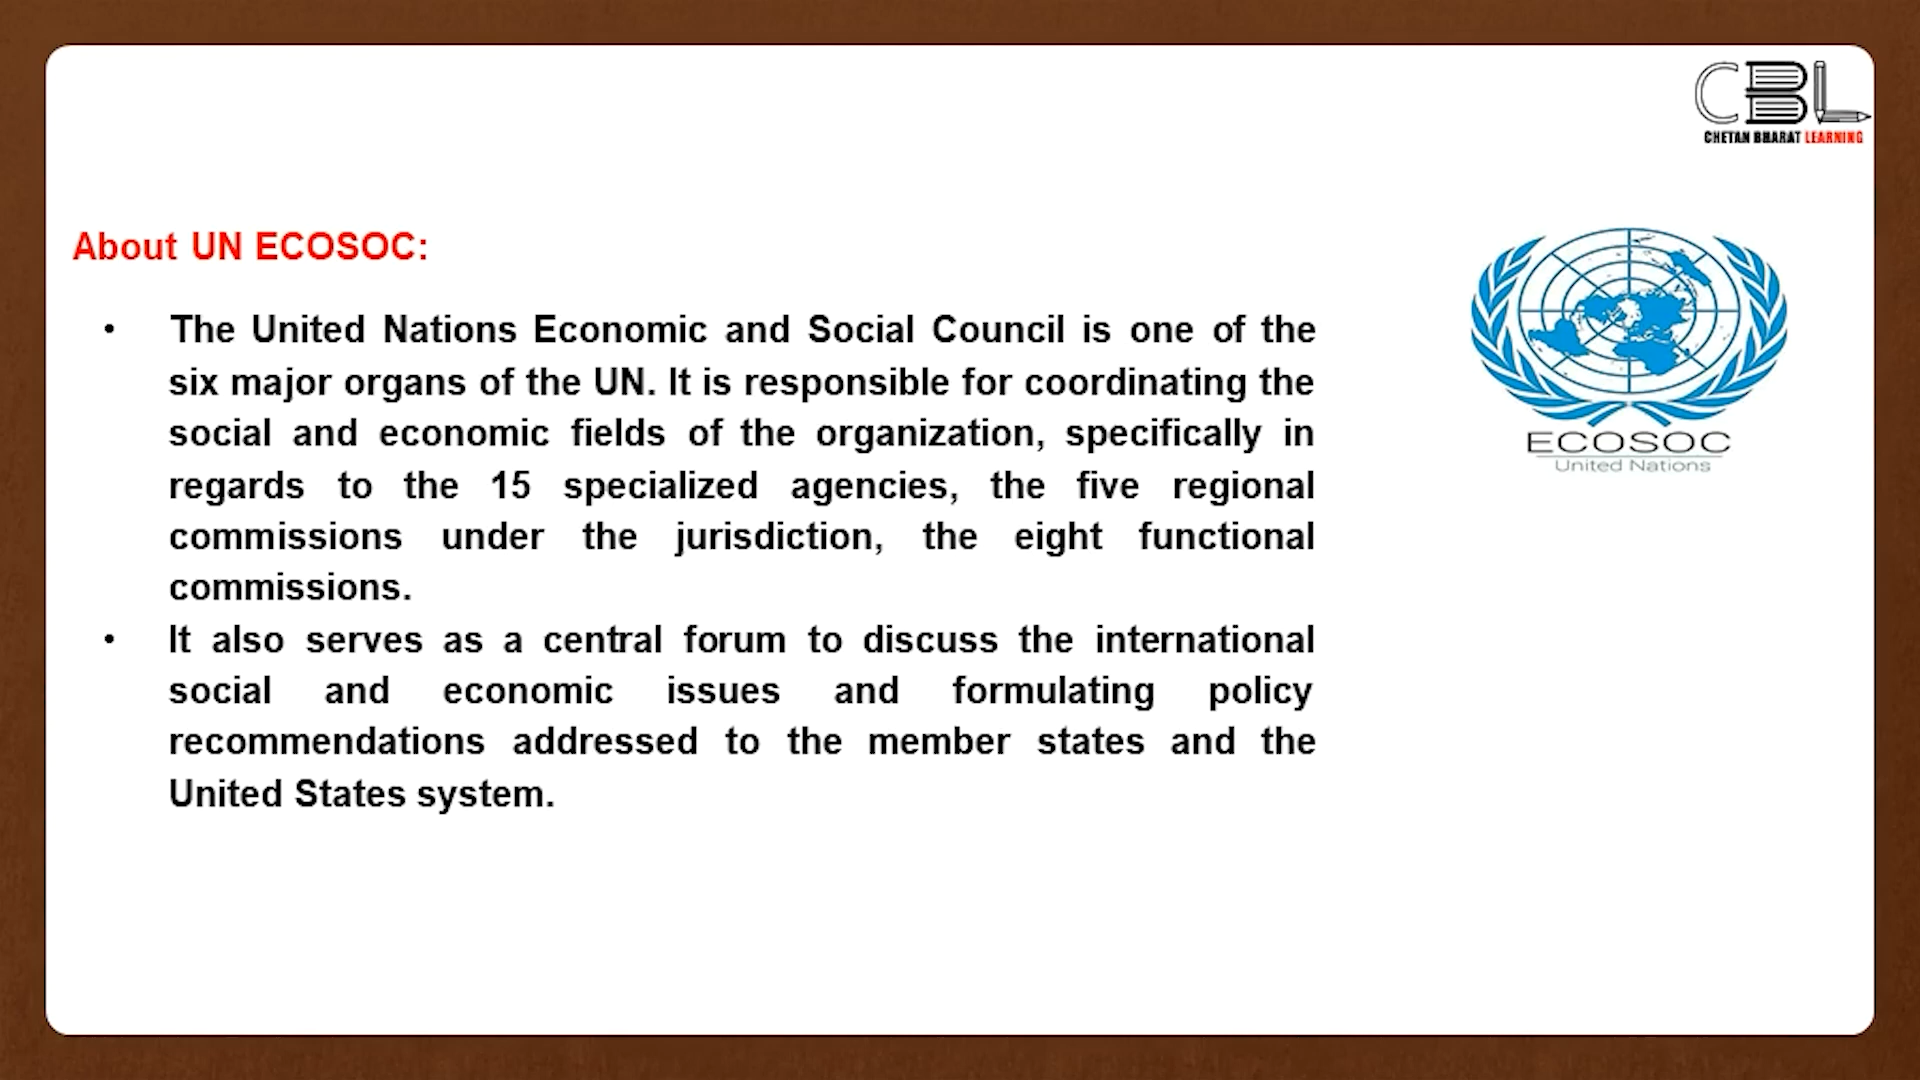 CBL
CHETAN BHARAT LEARNING
About UN ECOSOC:
• The United Nations Economic and Social Council is one of the
six major organs of the UN. It is responsible for coordinating the
social and economic fields of the organization, specifically in
regards to the 15 specialized agencies, the five regional
commissions under the jurisdiction, the eight functional
commissions.
• It also serves as a central forum to discuss the international
social and economic issues and formulating policy
recommendations addressed to the member states and the
United States system.
ECOSOC
United Nations